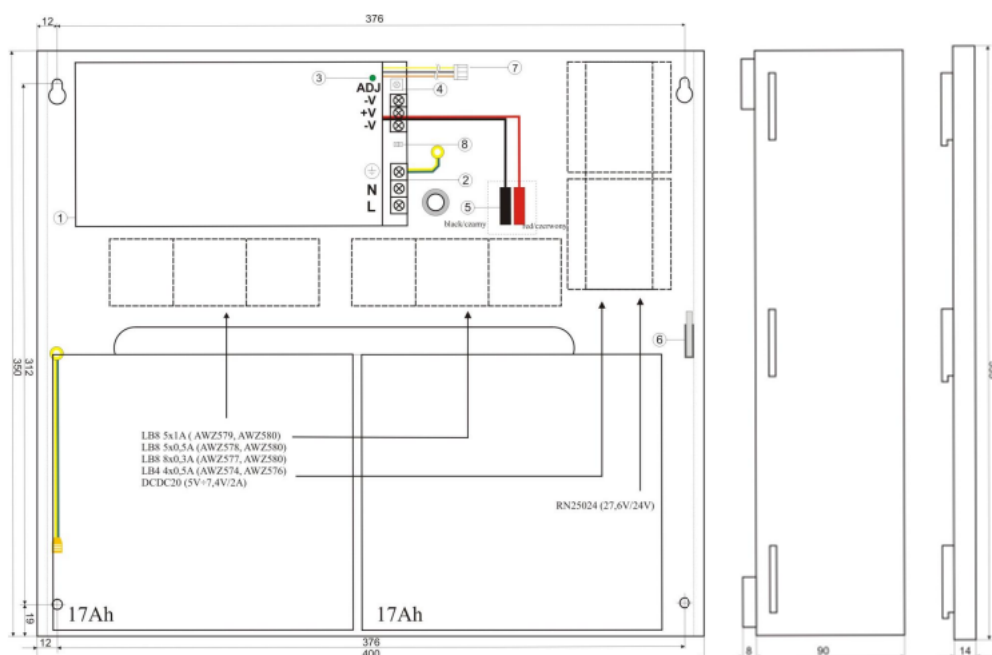 12
376
3
7
ADJ
4
-V
+V
-V
8
2
N
L
1
5
black/czarny
red/czerwony
6
350
312
LB8 5x1A ( AWZ579, AWZ580)
LB8 5x0,5A (AWZ578, AWZ580)
LB8 8x0,3A (AWZ577, AWZ580)
LB4 4x0,5A (AWZ574, AWZ576)
DCDC20 (5V÷7,4V/2A)
RN25024 (27,6V/24V)
17Ah
17Ah
19
12
376
400
8
90
14